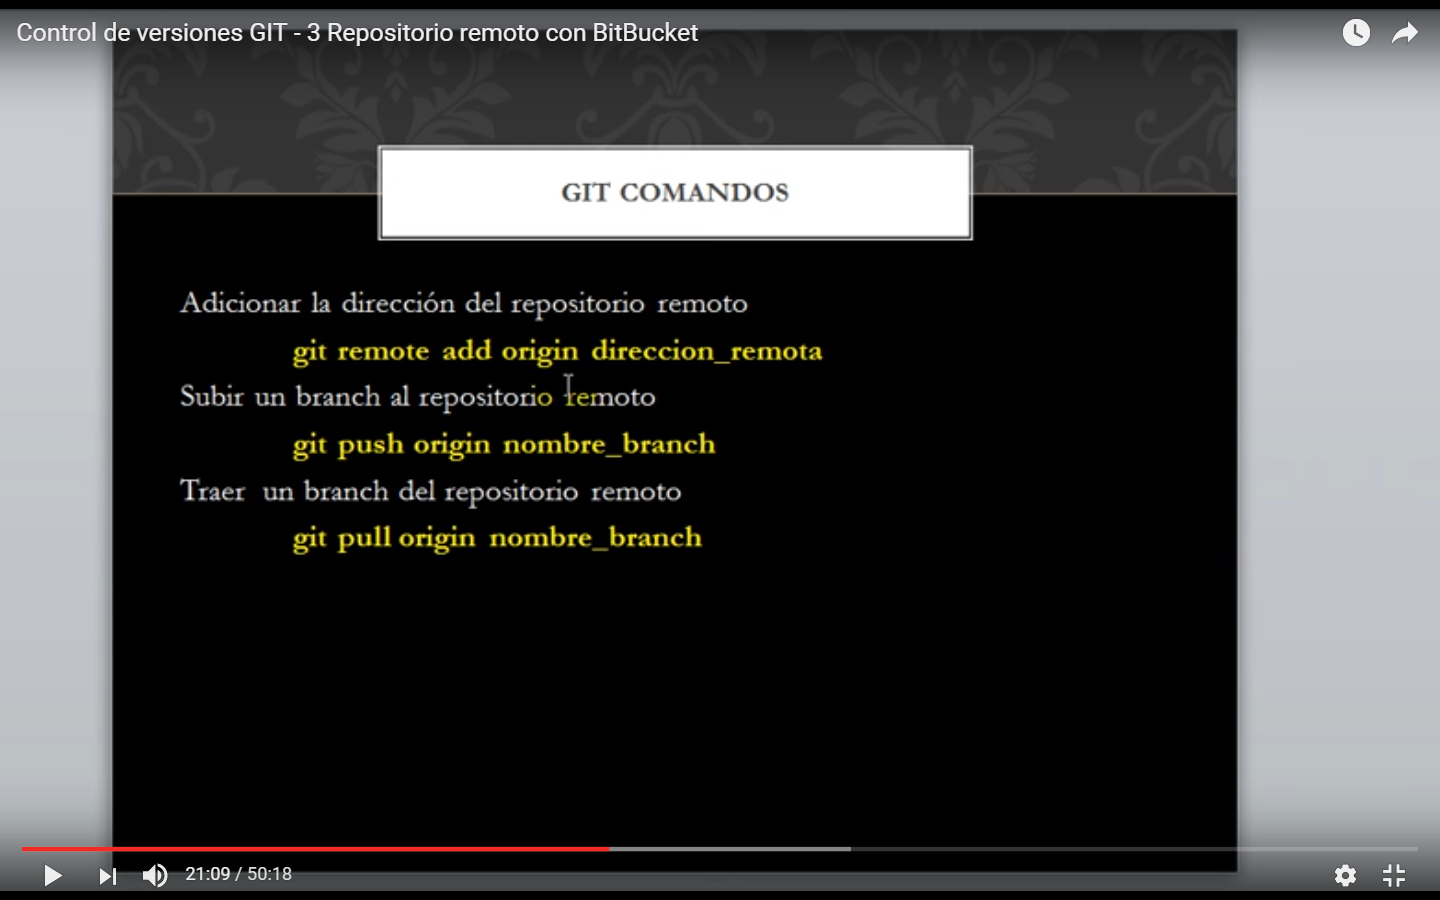 Control de versiones GIT - 3 Repositorio remoto con BitBucket
GIT COMANDOS
Adicionar la dirección del repositorio remoto
git remote add origin direccion_remota
Subir un branch al repositorio remoto
git push origin nombre_branch
Traer un branch del repositorio remoto
git pull origin nombre_branch
21:09 / 50:18